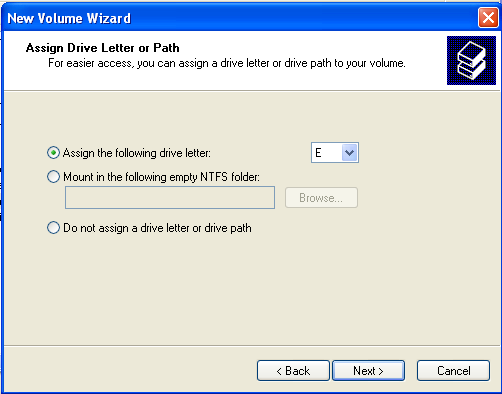 New Volume Wizard
Assign Drive Letter or Path
For easier access, you can assign a drive letter or drive path to your volume.
Assign the following drive letter:
E
Mount in the following empty NTFS folder:
Browse...
Do not assign a drive letter or drive path
< Back
Next >
Cancel